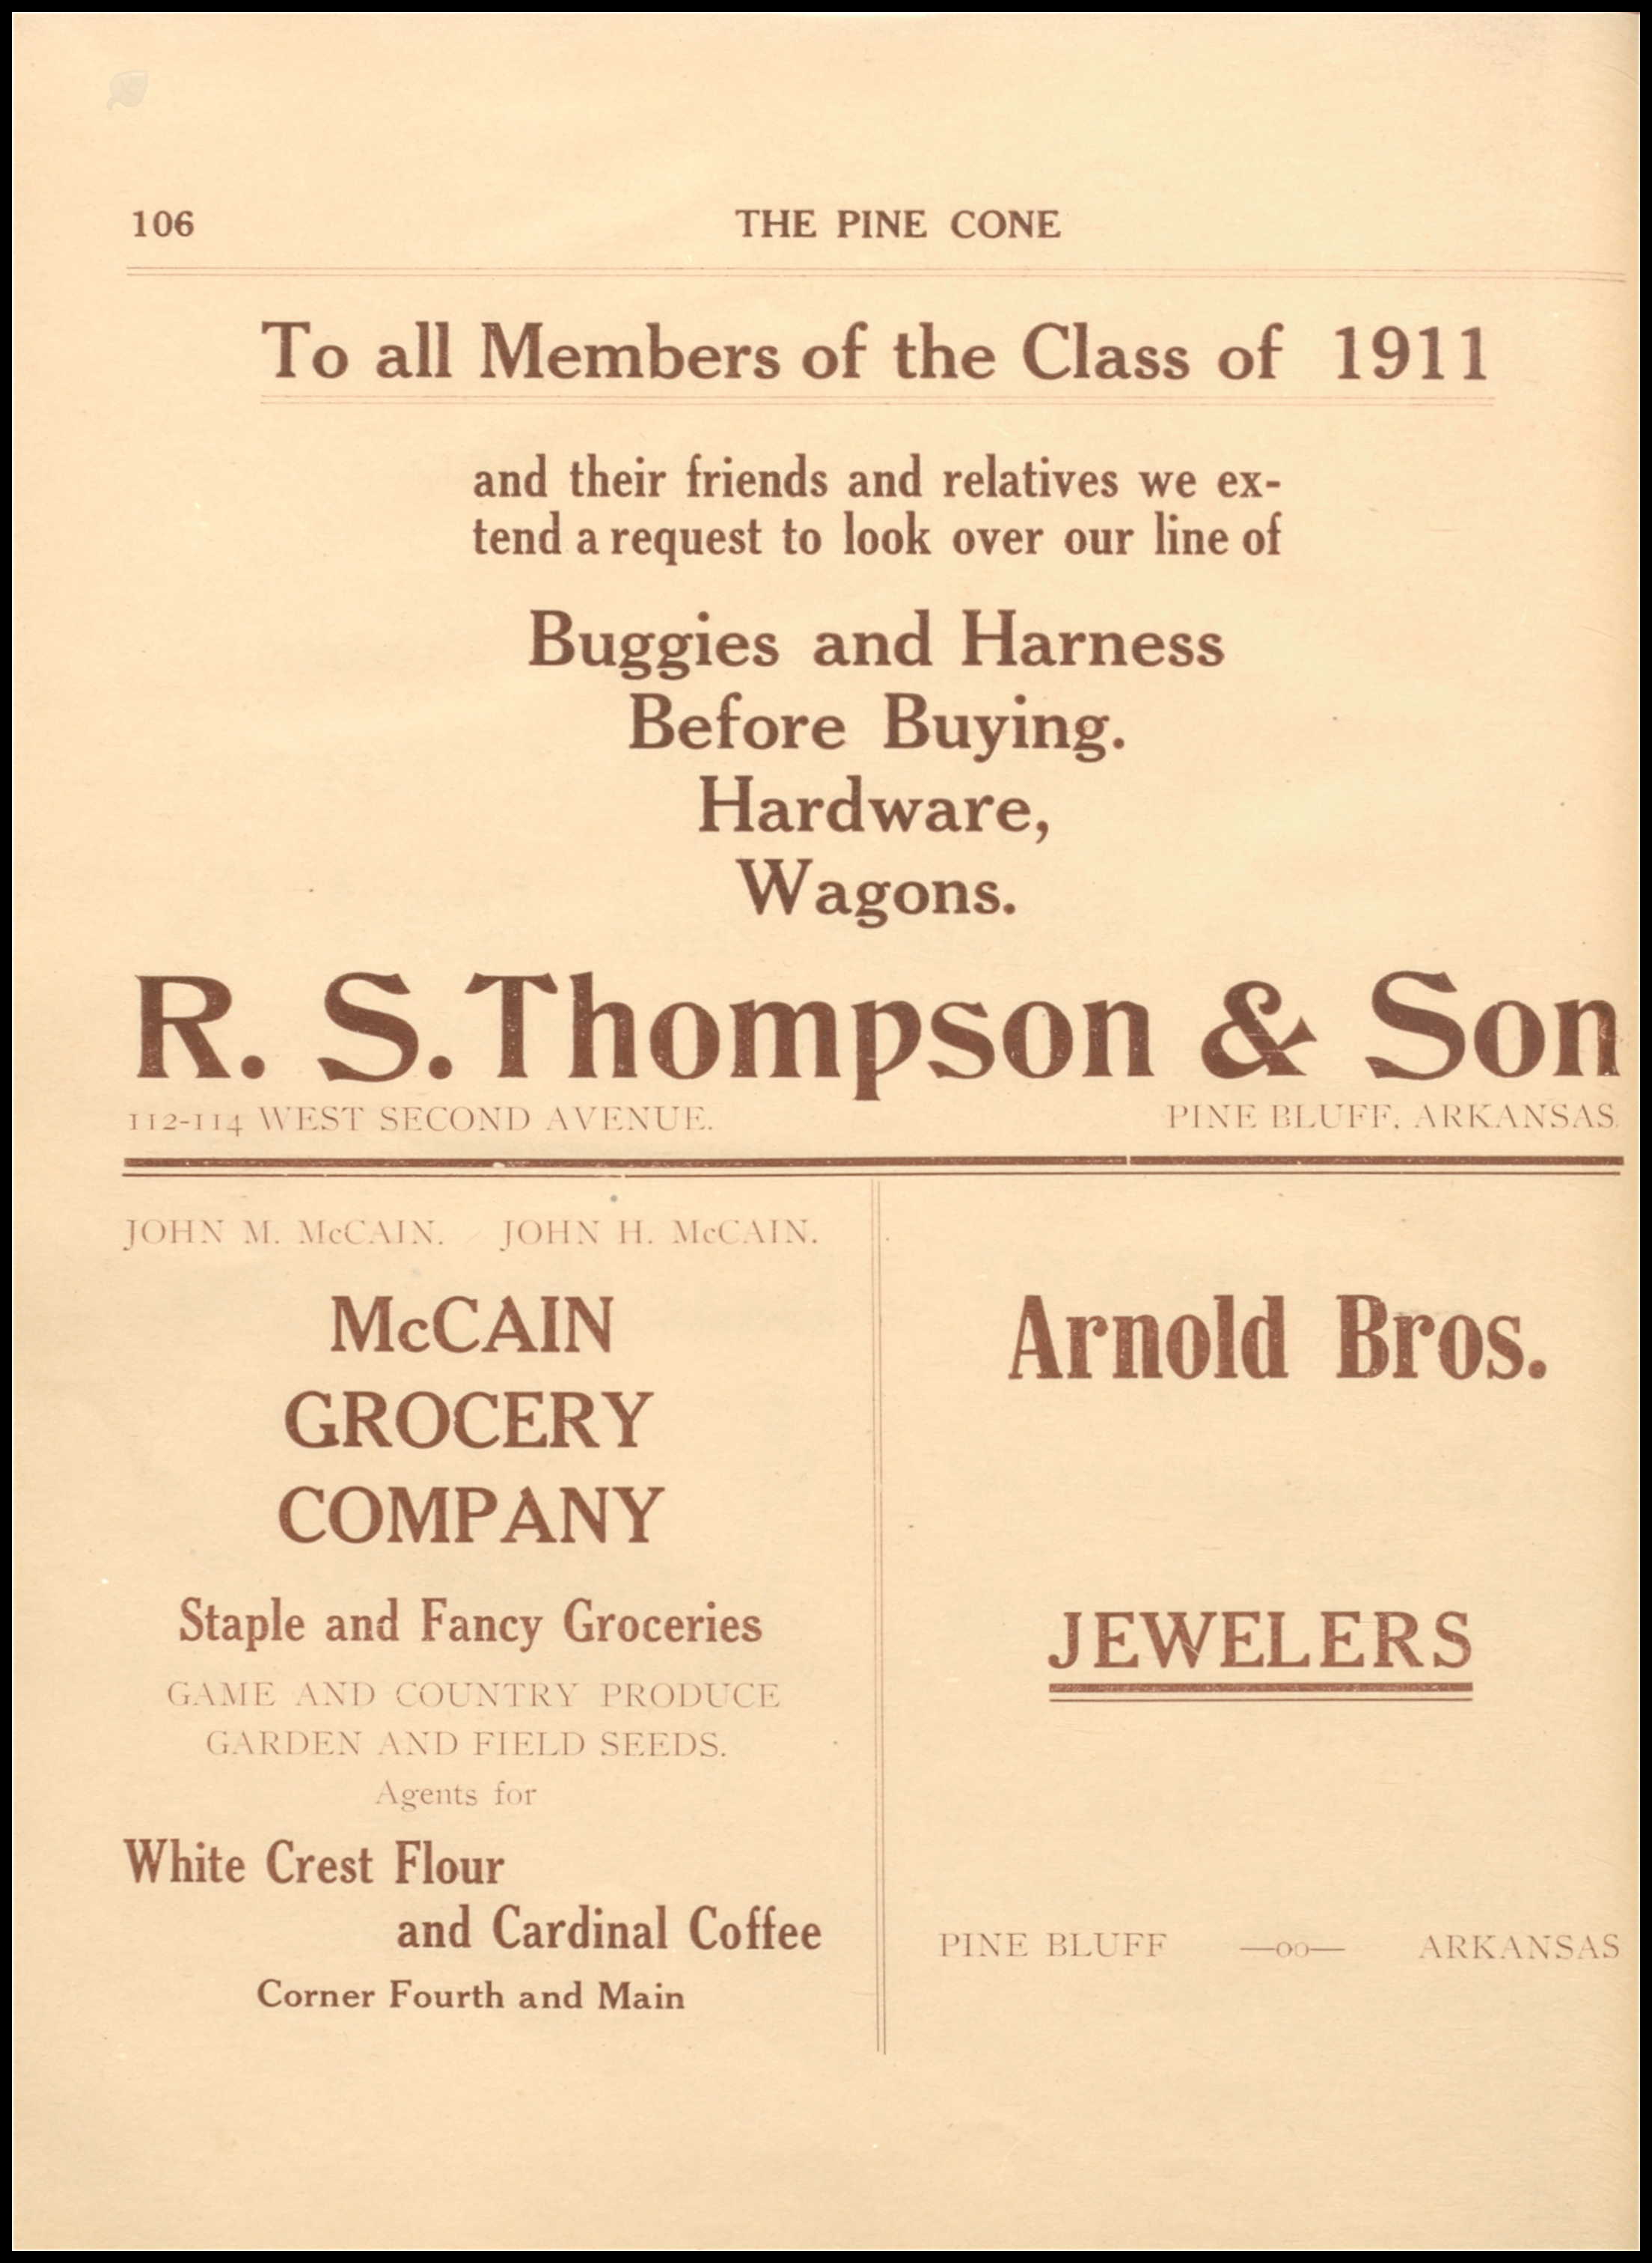 106
THE PINE CONE
To all Members of the Class of 1911
and their friends and relatives we ex-
tend a request to look over our line of
Buggies and Harness
Before Buying.
Hardware,
Wagons.
R. S. Thompson & Son
112-114 WEST SECOND AVENUE.
PINE BLUFF, ARKANSAS.
JOHN M. McCAIN. JOHN H. McCAIN.
McCAIN
GROCERY
COMPANY
Staple and Fancy Groceries
GAME AND COUNTRY PRODUCE
GARDEN AND FIELD SEEDS.
Agents for
White Crest Flour
and Cardinal Coffee
Corner Fourth and Main
Arnold Bros.
JEWELERS
PINE BLUFF —oo— ARKANSAS